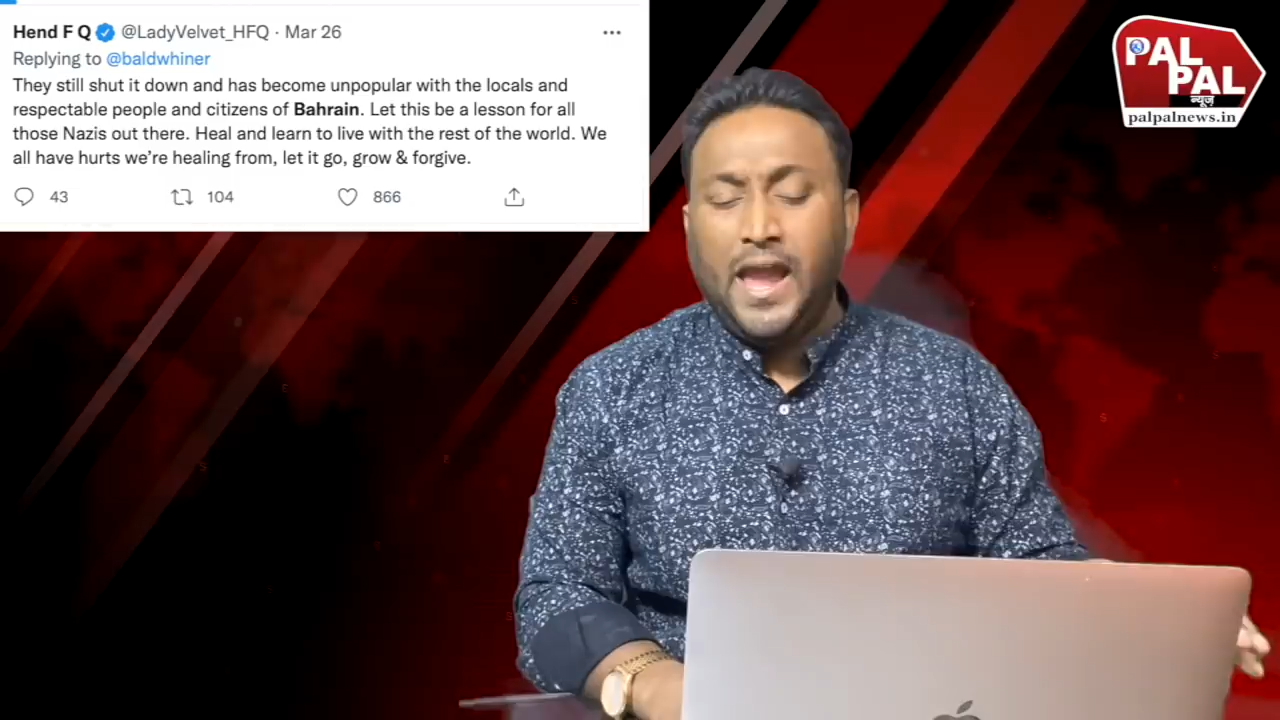 Hend F Q @LadyVelvet_HFQ · Mar 26
Replying to @baldwhiner
They still shut it down and has become unpopular with the locals and
respectable people and citizens of Bahrain. Let this be a lesson for all
those Nazis out there. Heal and learn to live with the rest of the world. We
all have hurts we’re healing from, let it go, grow & forgive.
43 104 866
PAL
PAL
न्यूज़
palpalnews.in